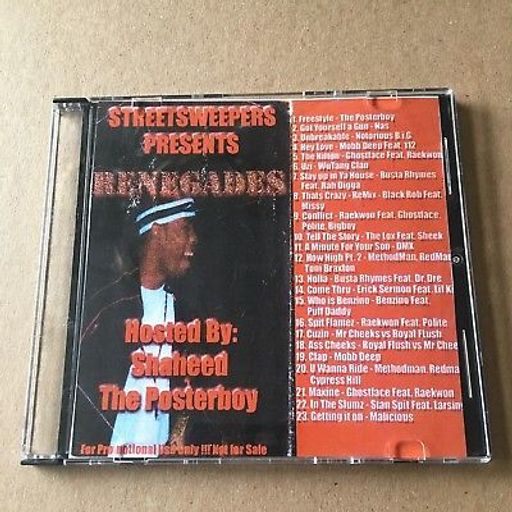 STREETSWEEPERS
PRESENTS
RENEGADES
Hosted By:
Shaheed
The Posterboy
For Promotional Use only !!! Not for Sale
1. Freestyle - The Posterboy
2. Got Yourself a Gun - Nas
3. Unbreakable - Notorious B.I.G
4. Hey Love - Mobb Deep Feat. 112
5. The Hilton - Ghostface Feat. Raekwon
6. Uzi - WuTang Clan
7. Stay up in Ya House - Busta Rhymes
Feat. Rah Digga
8. Thats Crazy - ReMix - Black Rob Feat.
Missy
9. Conflict - Raekwon Feat. Ghostface,
Polite, Bigboy
10. Tell The Story - The Lox Feat. Sheek
11. A Minute For Your Son - DMX
12. How High Pt. 2 - MethodMan, RedMan
Toni Braxton
13. Holla - Busta Rhymes Feat. Dr. Dre
14. Come Thru - Erick Sermon Feat. Lil Ki
15. Who is Benzino - Benzino Feat.
Puff Daddy
16. Spit Flamez - Raekwon Feat. Polite
17. Cuzin - Mr Cheeks vs Royal Flush
18. Ass Cheeks - Royal Flush vs Mr Chee
19. Clap - Mobb Deep
20. U Wanna Ride - Methodman, Redma
Cypress Hill
21. Maxine - Ghostface Feat. Raekwon
22. In The Slumz - Stan Spit Feat. Larsin
23. Getting it on - Malicious